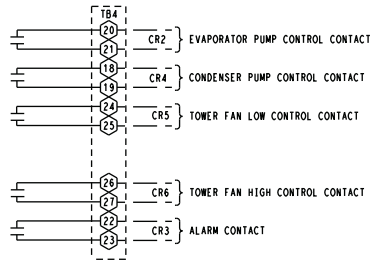 TB4
20
21
CR2 EVAPORATOR PUMP CONTROL CONTACT
18
19
CR4 CONDENSER PUMP CONTROL CONTACT
24
25
CR5 TOWER FAN LOW CONTROL CONTACT
26
27
CR6 TOWER FAN HIGH CONTROL CONTACT
22
23
CR3 ALARM CONTACT